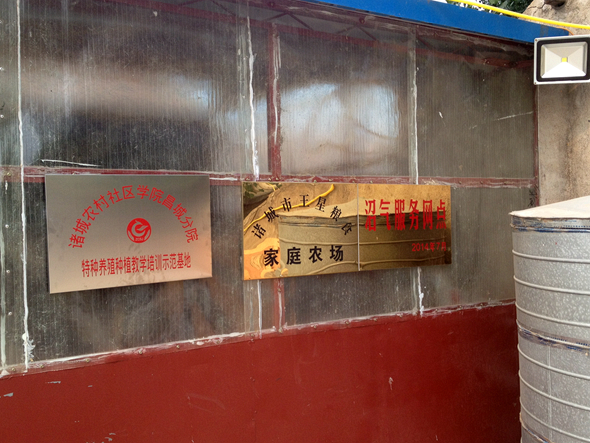 诸城农村社区学院昌城分院
特种养殖种植教学培训示范基地
诸城市王星粮食
家庭农场
沼气服务网点